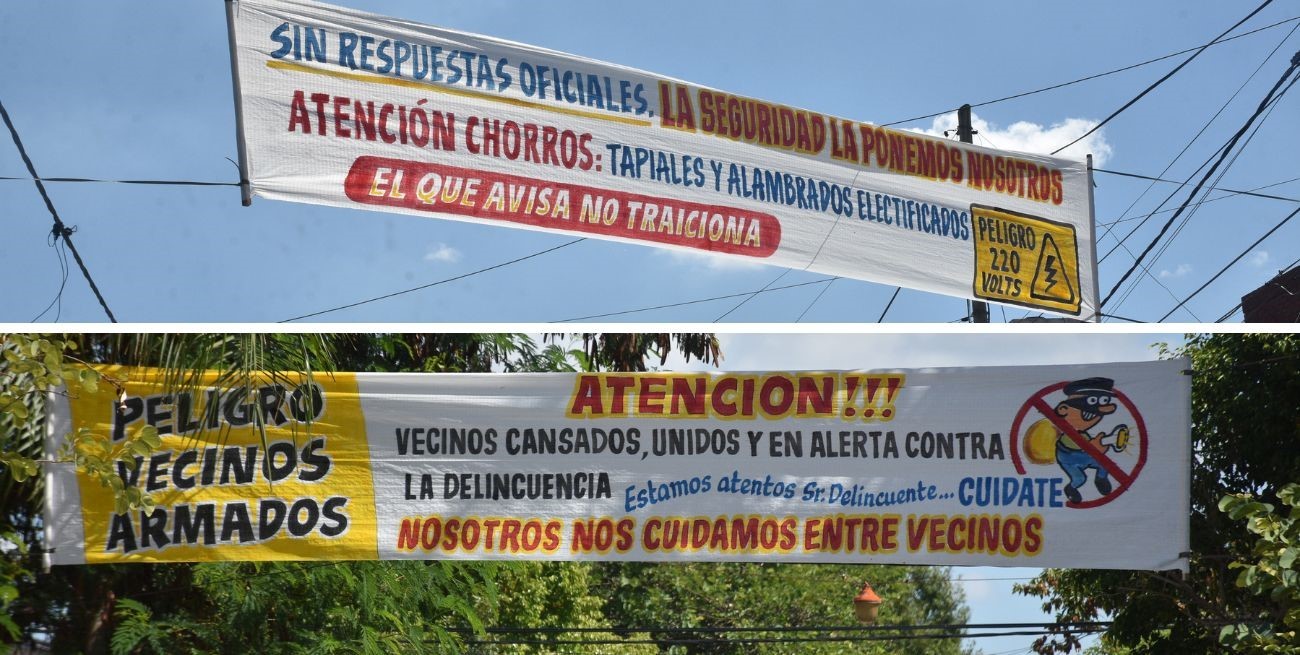 SIN RESPUESTAS OFICIALES, LA SEGURIDAD LA PONEMOS NOSOTROS
ATENCIÓN CHORROS: TAPIALES Y ALAMBRADOS ELECTIFICADOS
EL QUE AVISA NO TRAICIONA
PELIGRO
220
VOLTS
PELIGRO
VECINOS
ARMADOS
ATENCION!!!
VECINOS CANSADOS, UNIDOS Y EN ALERTA CONTRA
LA DELINCUENCIA Estamos atentos Sr. Delincuente... CUIDATE
NOSOTROS NOS CUIDAMOS ENTRE VECINOS